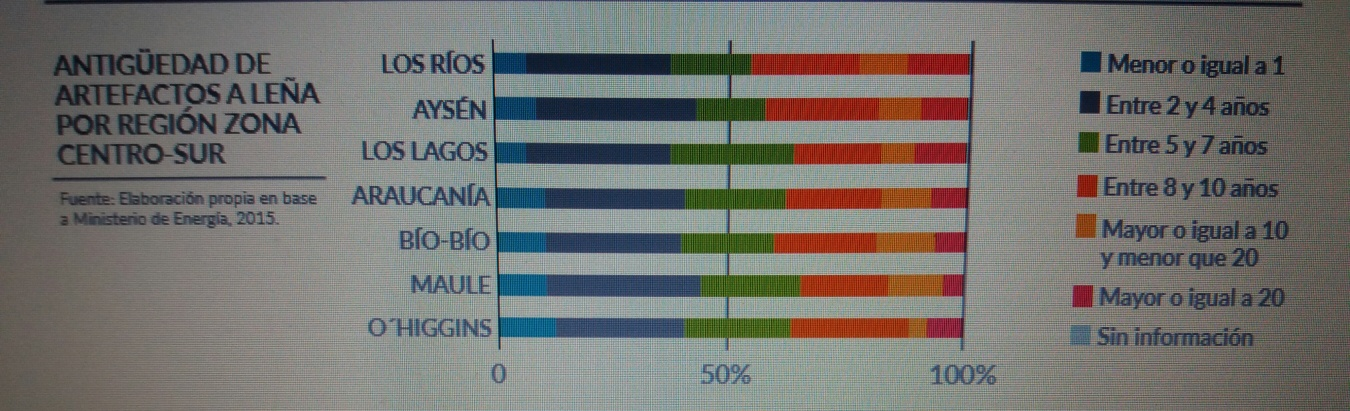 ANTIGÜEDAD DE
ARTEFACTOS A LEÑA
POR REGIÓN ZONA
CENTRO-SUR
Fuente: Elaboración propia en base
a Ministerio de Energía, 2015.
LOS RÍOS
AYSÉN
LOS LAGOS
ARAUCANÍA
BÍO-BÍO
MAULE
O´HIGGINS
0
50%
100%
Menor o igual a 1
Entre 2 y 4 años
Entre 5 y 7 años
Entre 8 y 10 años
Mayor o igual a 10
y menor que 20
Mayor o igual a 20
Sin información